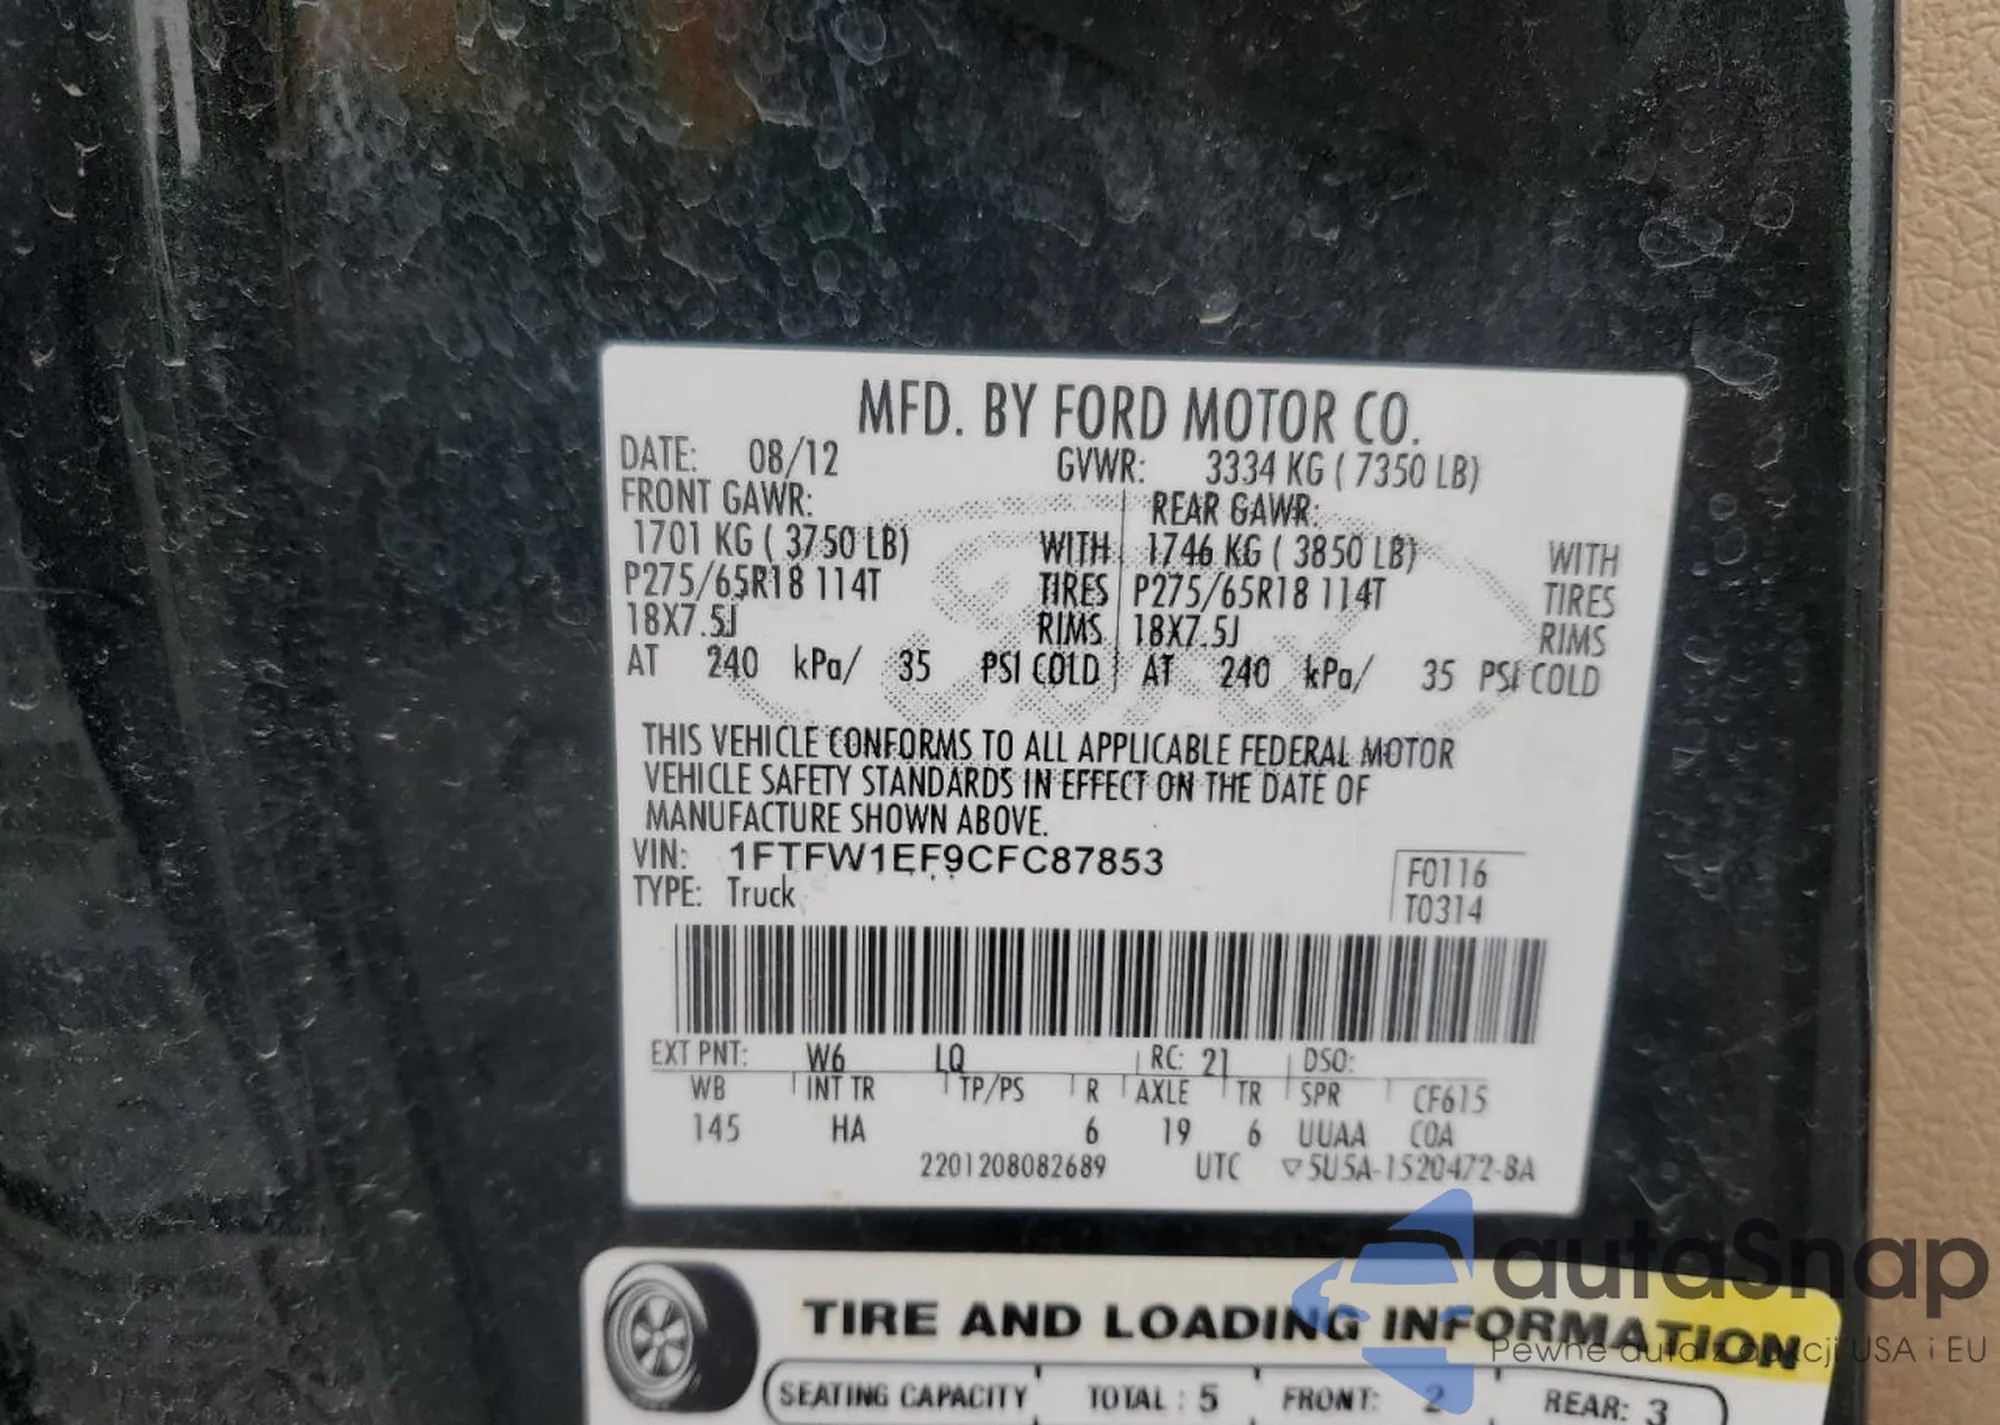 MFD. BY FORD MOTOR CO.
DATE: 08/12 GVWR: 3334 KG ( 7350 LB)
FRONT GAWR: REAR GAWR:
1701 KG ( 3750 LB) WITH 1746 KG ( 3850 LB) WITH
P275/65R18 114T TIRES P275/65R18 114T TIRES
18X7.5J RIMS 18X7.5J RIMS
AT 240 kPa/ 35 PSI COLD AT 240 kPa/ 35 PSI COLD
THIS VEHICLE CONFORMS TO ALL APPLICABLE FEDERAL MOTOR
VEHICLE SAFETY STANDARDS IN EFFECT ON THE DATE OF
MANUFACTURE SHOWN ABOVE.
VIN: 1FTFW1EF9CFC87853
TYPE: Truck
F0116
T0314
EXT PNT: W6 LQ RC: 21 DSO:
WB INT TR TP/PS R AXLE TR SPR CF615
145 HA 6 19 6 UUAA COA
2201208082689 UTC ▽5U5A-1520472-BA
TIRE AND LOADING INFORMATION
SEATING CAPACITY TOTAL : 5 FRONT: 2 REAR: 3
autaSnap
Pewne auta z aukcji USA i EU